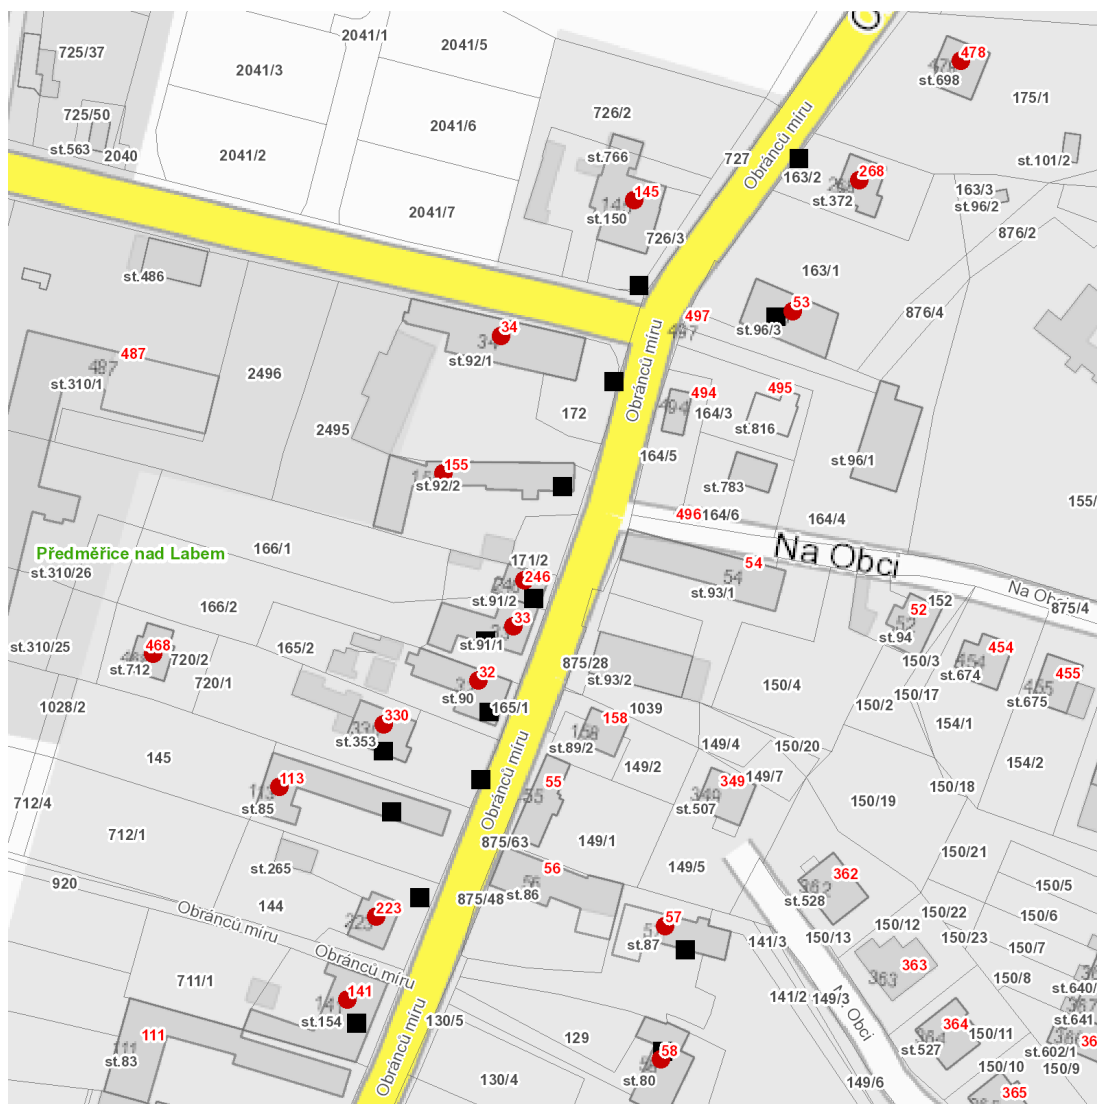 2041/1
725/37
2041/5
478
st.698
2041/3
175/1
725/50
2041/6
726/2
Obránců míru
st.563
2040
2041/2
st.766
727
163/2
268
st.101/2
st.372
145
163/3
st.96/2
2041/7
st.150
726/3
876/2
st.486
163/1
53
876/4
497
st.96/3
34
487
st.92/1
Obránců míru
st.310/1
2496
494
495
172
164/3
2495
st.816
164/5
155
st.92/2
st.96/1
st.783
155/
496
164/6
164/4
Předměřice nad Labem
166/1
171/2
Na Obci
st.310/26
54
246
st.93/1
Na Obci
st.91/2
166/2
152
875/4
52
33
st.94
st.310/25
468
st.91/1
165/2
454
st.712
720/2
875/28
150/3
st.674
32
455
720/1
st.90
st.93/2
150/4
150/17
st.675
1028/2
165/1
1039
150/2
330
158
154/1
st.353
st.89/2
149/4
150/20
145
Obránců míru
149/2
154/2
113
55
349
149/7
150/18
712/4
st.85
st.507
150/19
712/1
875/63
149/1
150/21
st.265
56
149/5
362
920
875/48
st.86
150/5
144
st.528
223
57
150/22
150/6
Obránců míru
150/12
150/13
150/23
141/3
st.87
150/7
Obránců míru
363
711/1
150/8
141
141/2
149/3
st.640/
st.154
130/5
Na Obci
364
st.641
111
Obránců míru
129
150/11
st.83
58
st.527
st.602/1
36
150/10
150/9
130/4
st.80
149/6
365